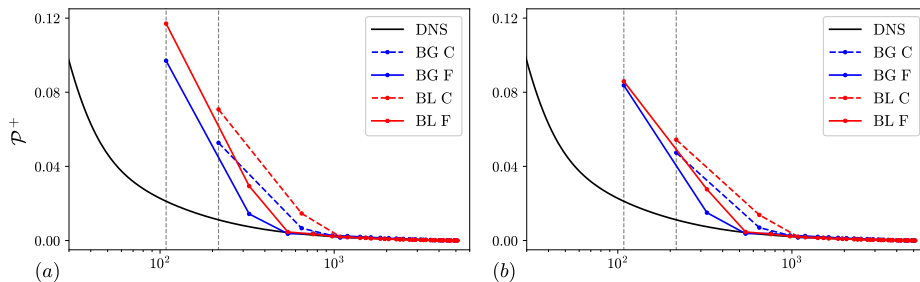 0.12
0.08
0.04
0.00
𝒫⁺
10²
10³
(a)
DNS
BG C
BG F
BL C
BL F
0.12
0.08
0.04
0.00
10²
10³
(b)
DNS
BG C
BG F
BL C
BL F